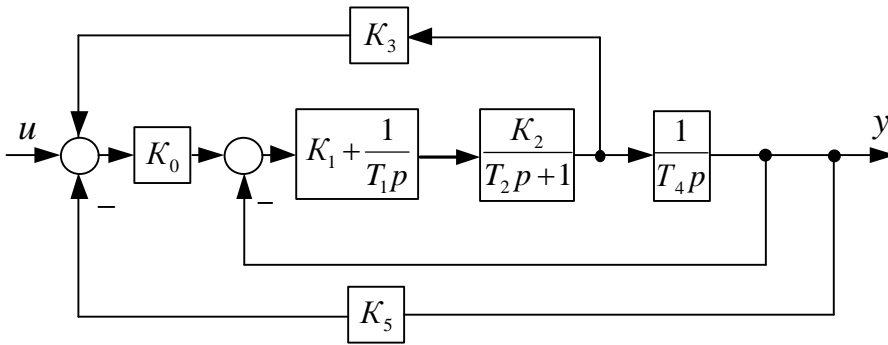 K₃
u
K₀
K₁ + 1/(T₁p)
K₂/(T₂p + 1)
1/(T₄p)
y
−
−
K₅